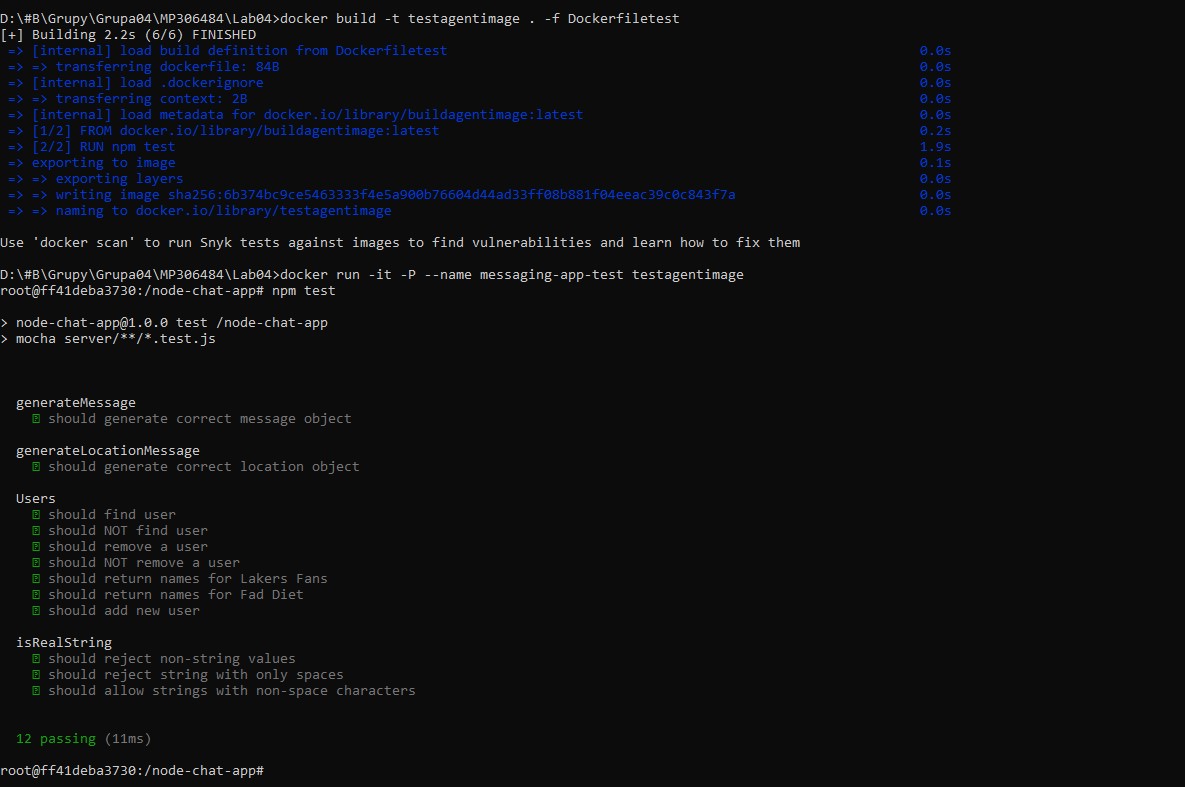 D:\#B\Grupy\Grupa04\MP306484\Lab04>docker build -t testagentimage . -f Dockerfiletest
[+] Building 2.2s (6/6) FINISHED
=> [internal] load build definition from Dockerfiletest 0.0s
=> => transferring dockerfile: 84B 0.0s
=> [internal] load .dockerignore 0.0s
=> => transferring context: 2B 0.0s
=> [internal] load metadata for docker.io/library/buildagentimage:latest 0.0s
=> [1/2] FROM docker.io/library/buildagentimage:latest 0.2s
=> [2/2] RUN npm test 1.9s
=> exporting to image 0.1s
=> => exporting layers 0.0s
=> => writing image sha256:6b374bc9ce5463333f4e5a900b76604d44ad33ff08b881f04eeac39c0c843f7a 0.0s
=> => naming to docker.io/library/testagentimage 0.0s
Use 'docker scan' to run Snyk tests against images to find vulnerabilities and learn how to fix them
D:\#B\Grupy\Grupa04\MP306484\Lab04>docker run -it -P --name messaging-app-test testagentimage
root@ff41deba3730:/node-chat-app# npm test
> node-chat-app@1.0.0 test /node-chat-app
> mocha server/**/*.test.js
generateMessage
should generate correct message object
generateLocationMessage
should generate correct location object
Users
should find user
should NOT find user
should remove a user
should NOT remove a user
should return names for Lakers Fans
should return names for Fad Diet
should add new user
isRealString
should reject non-string values
should reject string with only spaces
should allow strings with non-space characters
12 passing (11ms)
root@ff41deba3730:/node-chat-app#